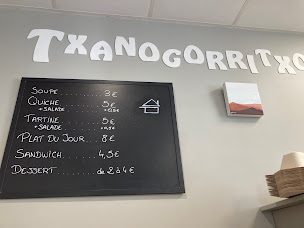 TXANOGORRITXO
SOUPE ........ 3€
QUICHE ........ 5€
+ SALADE
TARTINE ........ 5€
+ SALADE
PLAT DU JOUR ... 8€
SANDWICH ....... 4,5€
DESSERT ........ de 2 à 4€